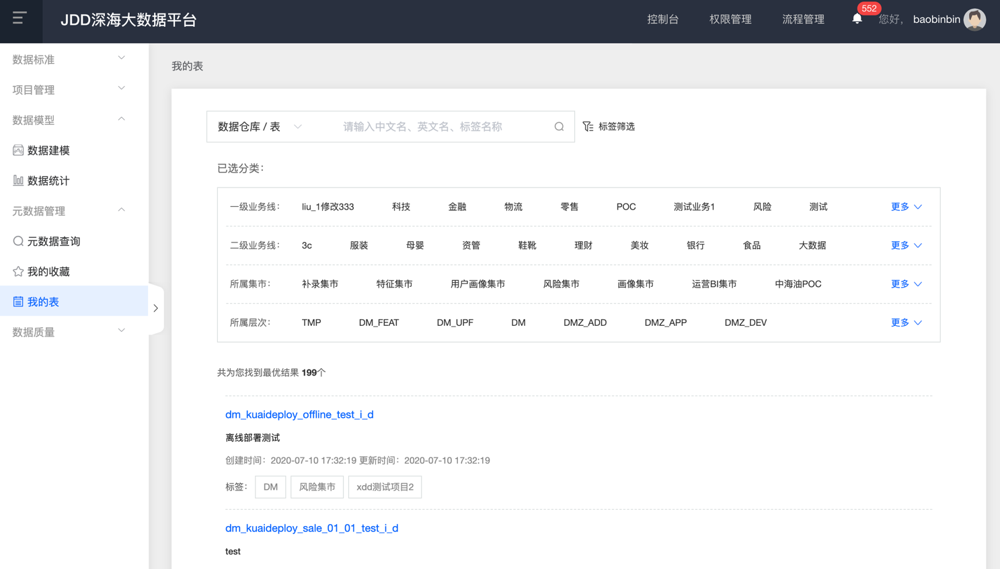 JDD深海大数据平台
控制台 权限管理 流程管理 552 您好， baobinbin
数据标准
项目管理
数据模型
数据建模
数据统计
元数据管理
元数据查询
我的收藏
我的表
数据质量
我的表
数据仓库 / 表 请输入中文名、英文名、标签名称 标签筛选
已选分类：
一级业务线： liu_1修改333 科技 金融 物流 零售 POC 测试业务1 风险 测试 更多
二级业务线： 3c 服装 母婴 资管 鞋靴 理财 美妆 银行 食品 大数据 更多
所属集市： 补录集市 特征集市 用户画像集市 风险集市 画像集市 运营BI集市 中海油POC 更多
所属层次： TMP DM_FEAT DM_UPF DM DMZ_ADD DMZ_APP DMZ_DEV 更多
共为您找到最优结果 199个
dm_kuaideploy_offline_test_i_d
离线部署测试
创建时间：2020-07-10 17:32:19 更新时间：2020-07-10 17:32:19
标签： DM 风险集市 xdd测试项目2
dm_kuaideploy_sale_01_01_test_i_d
test